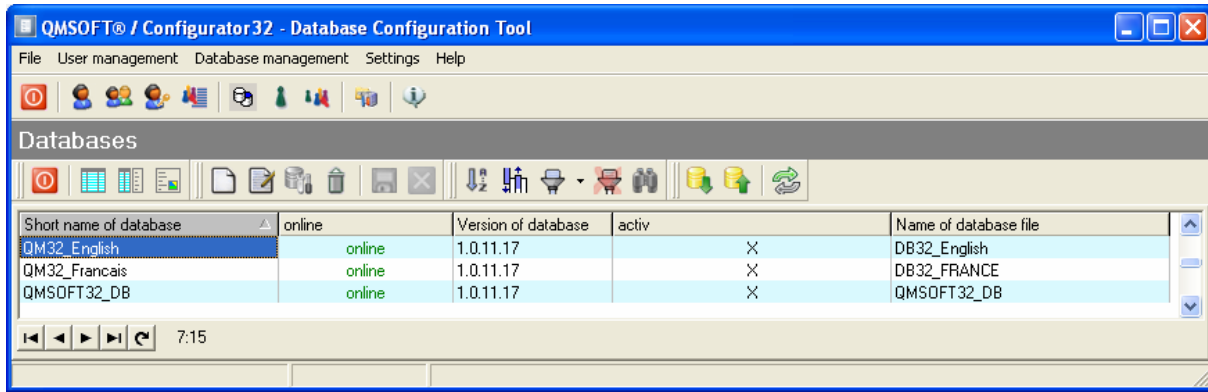 QMSOFT® / Configurator32 - Database Configuration Tool
File User management Database management Settings Help
Databases
Short name of database online Version of database activ Name of database file
QM32_English online 1.0.11.17 X DB32_English
QM32_Francais online 1.0.11.17 X DB32_FRANCE
QMSOFT32_DB online 1.0.11.17 X QMSOFT32_DB
7:15